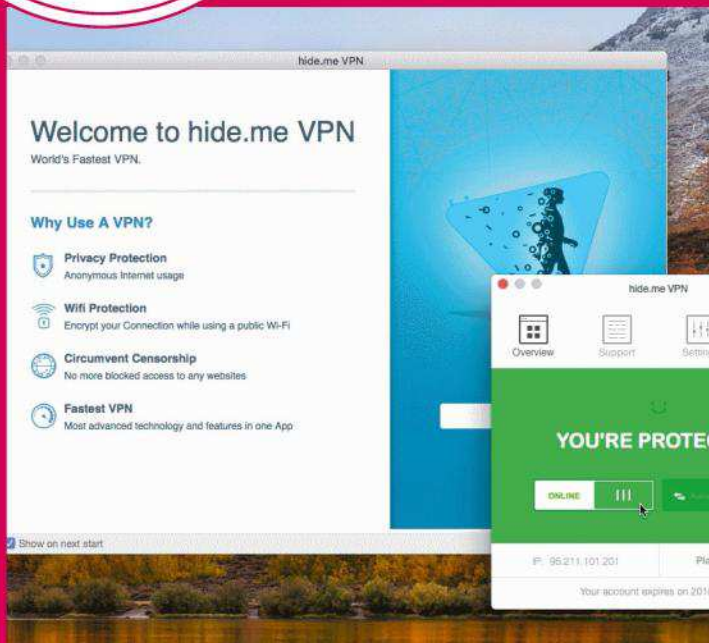 hide.me VPN
Welcome to hide.me VPN
World's Fastest VPN.
Why Use A VPN?
Privacy Protection
Anonymous Internet usage
Wifi Protection
Encrypt your Connection while using a public Wi-Fi
Circumvent Censorship
No more blocked access to any websites
Fastest VPN
Most advanced technology and features in one App
Show on next start
hide.me VPN
Overview
Support
Settin
YOU'RE PROTEC
ONLINE
IP: 95.211.101.201
Pla
Your account expires on 201